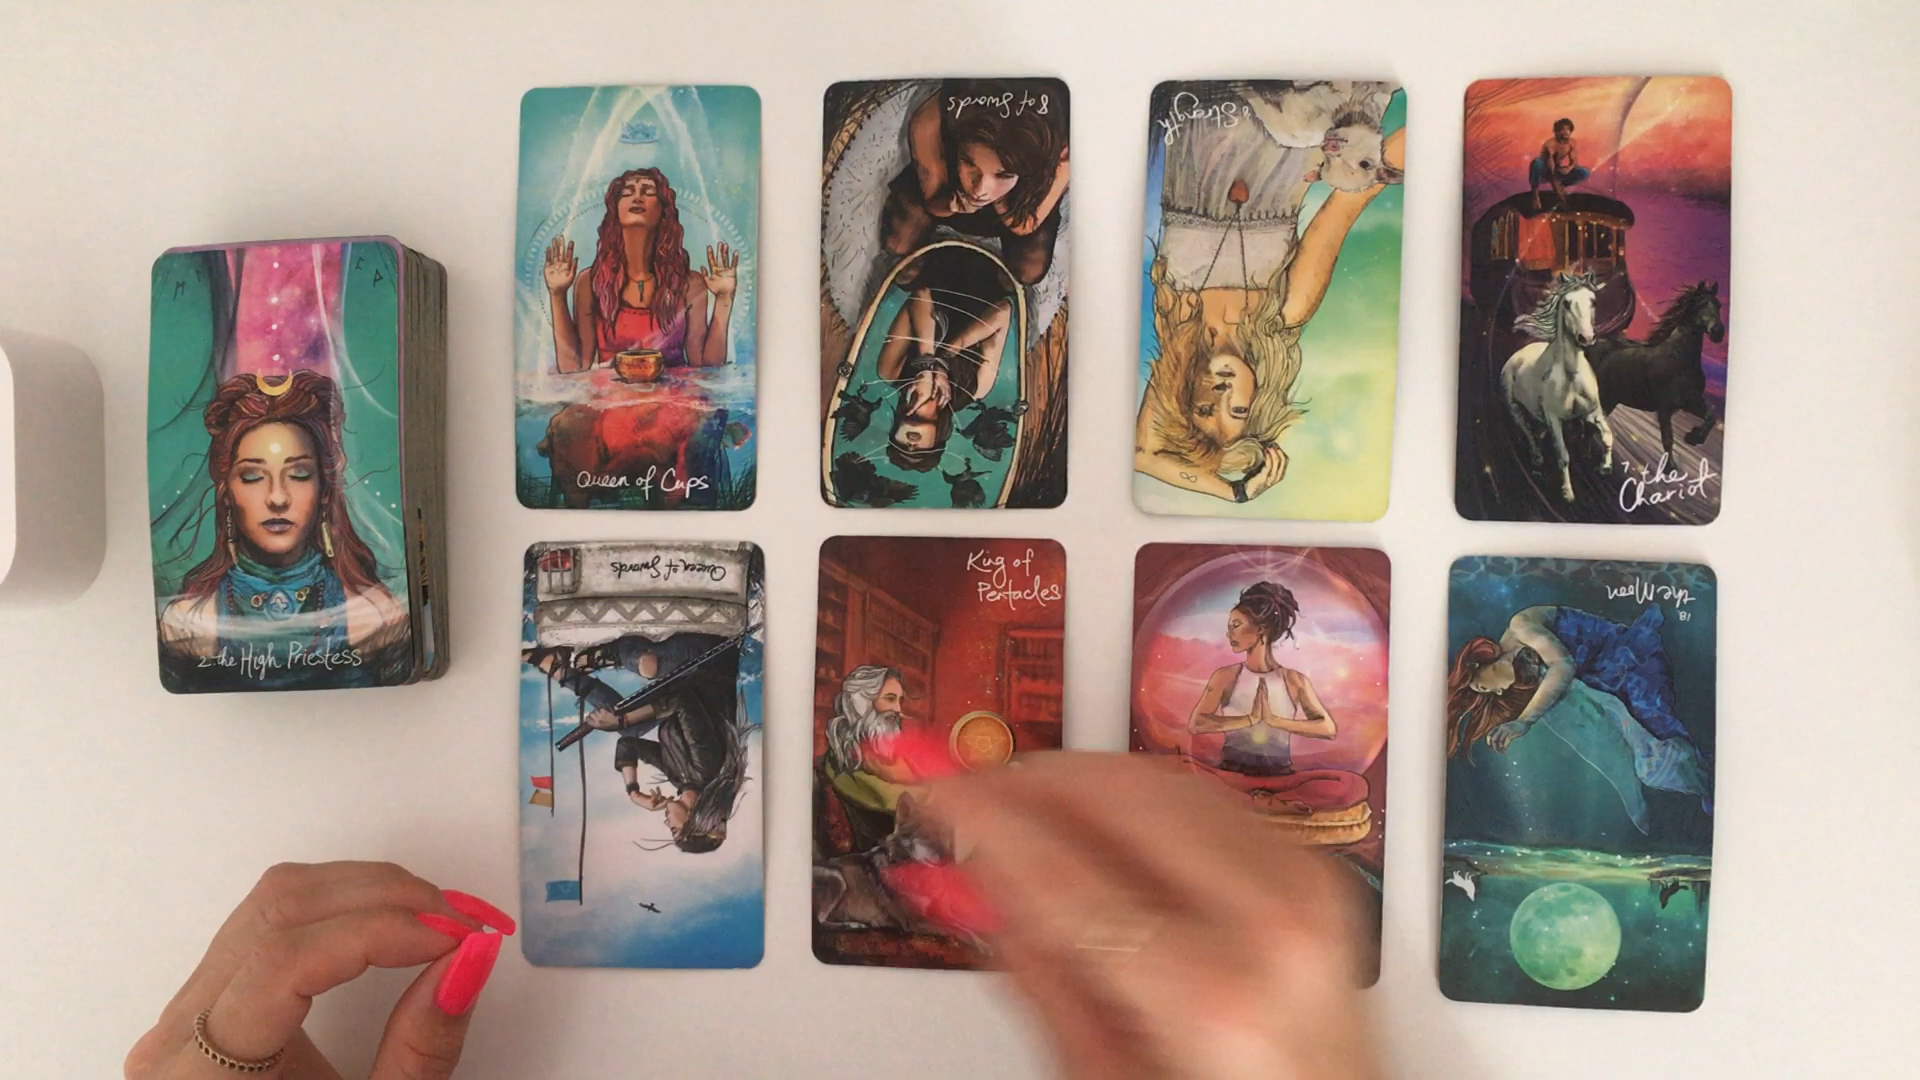 2. the High Priestess
Queen of Cups
8 of Swords
8. Strength
7. the
Chariot
Queen of Swords
King of
Pentacles
18.
the Moon